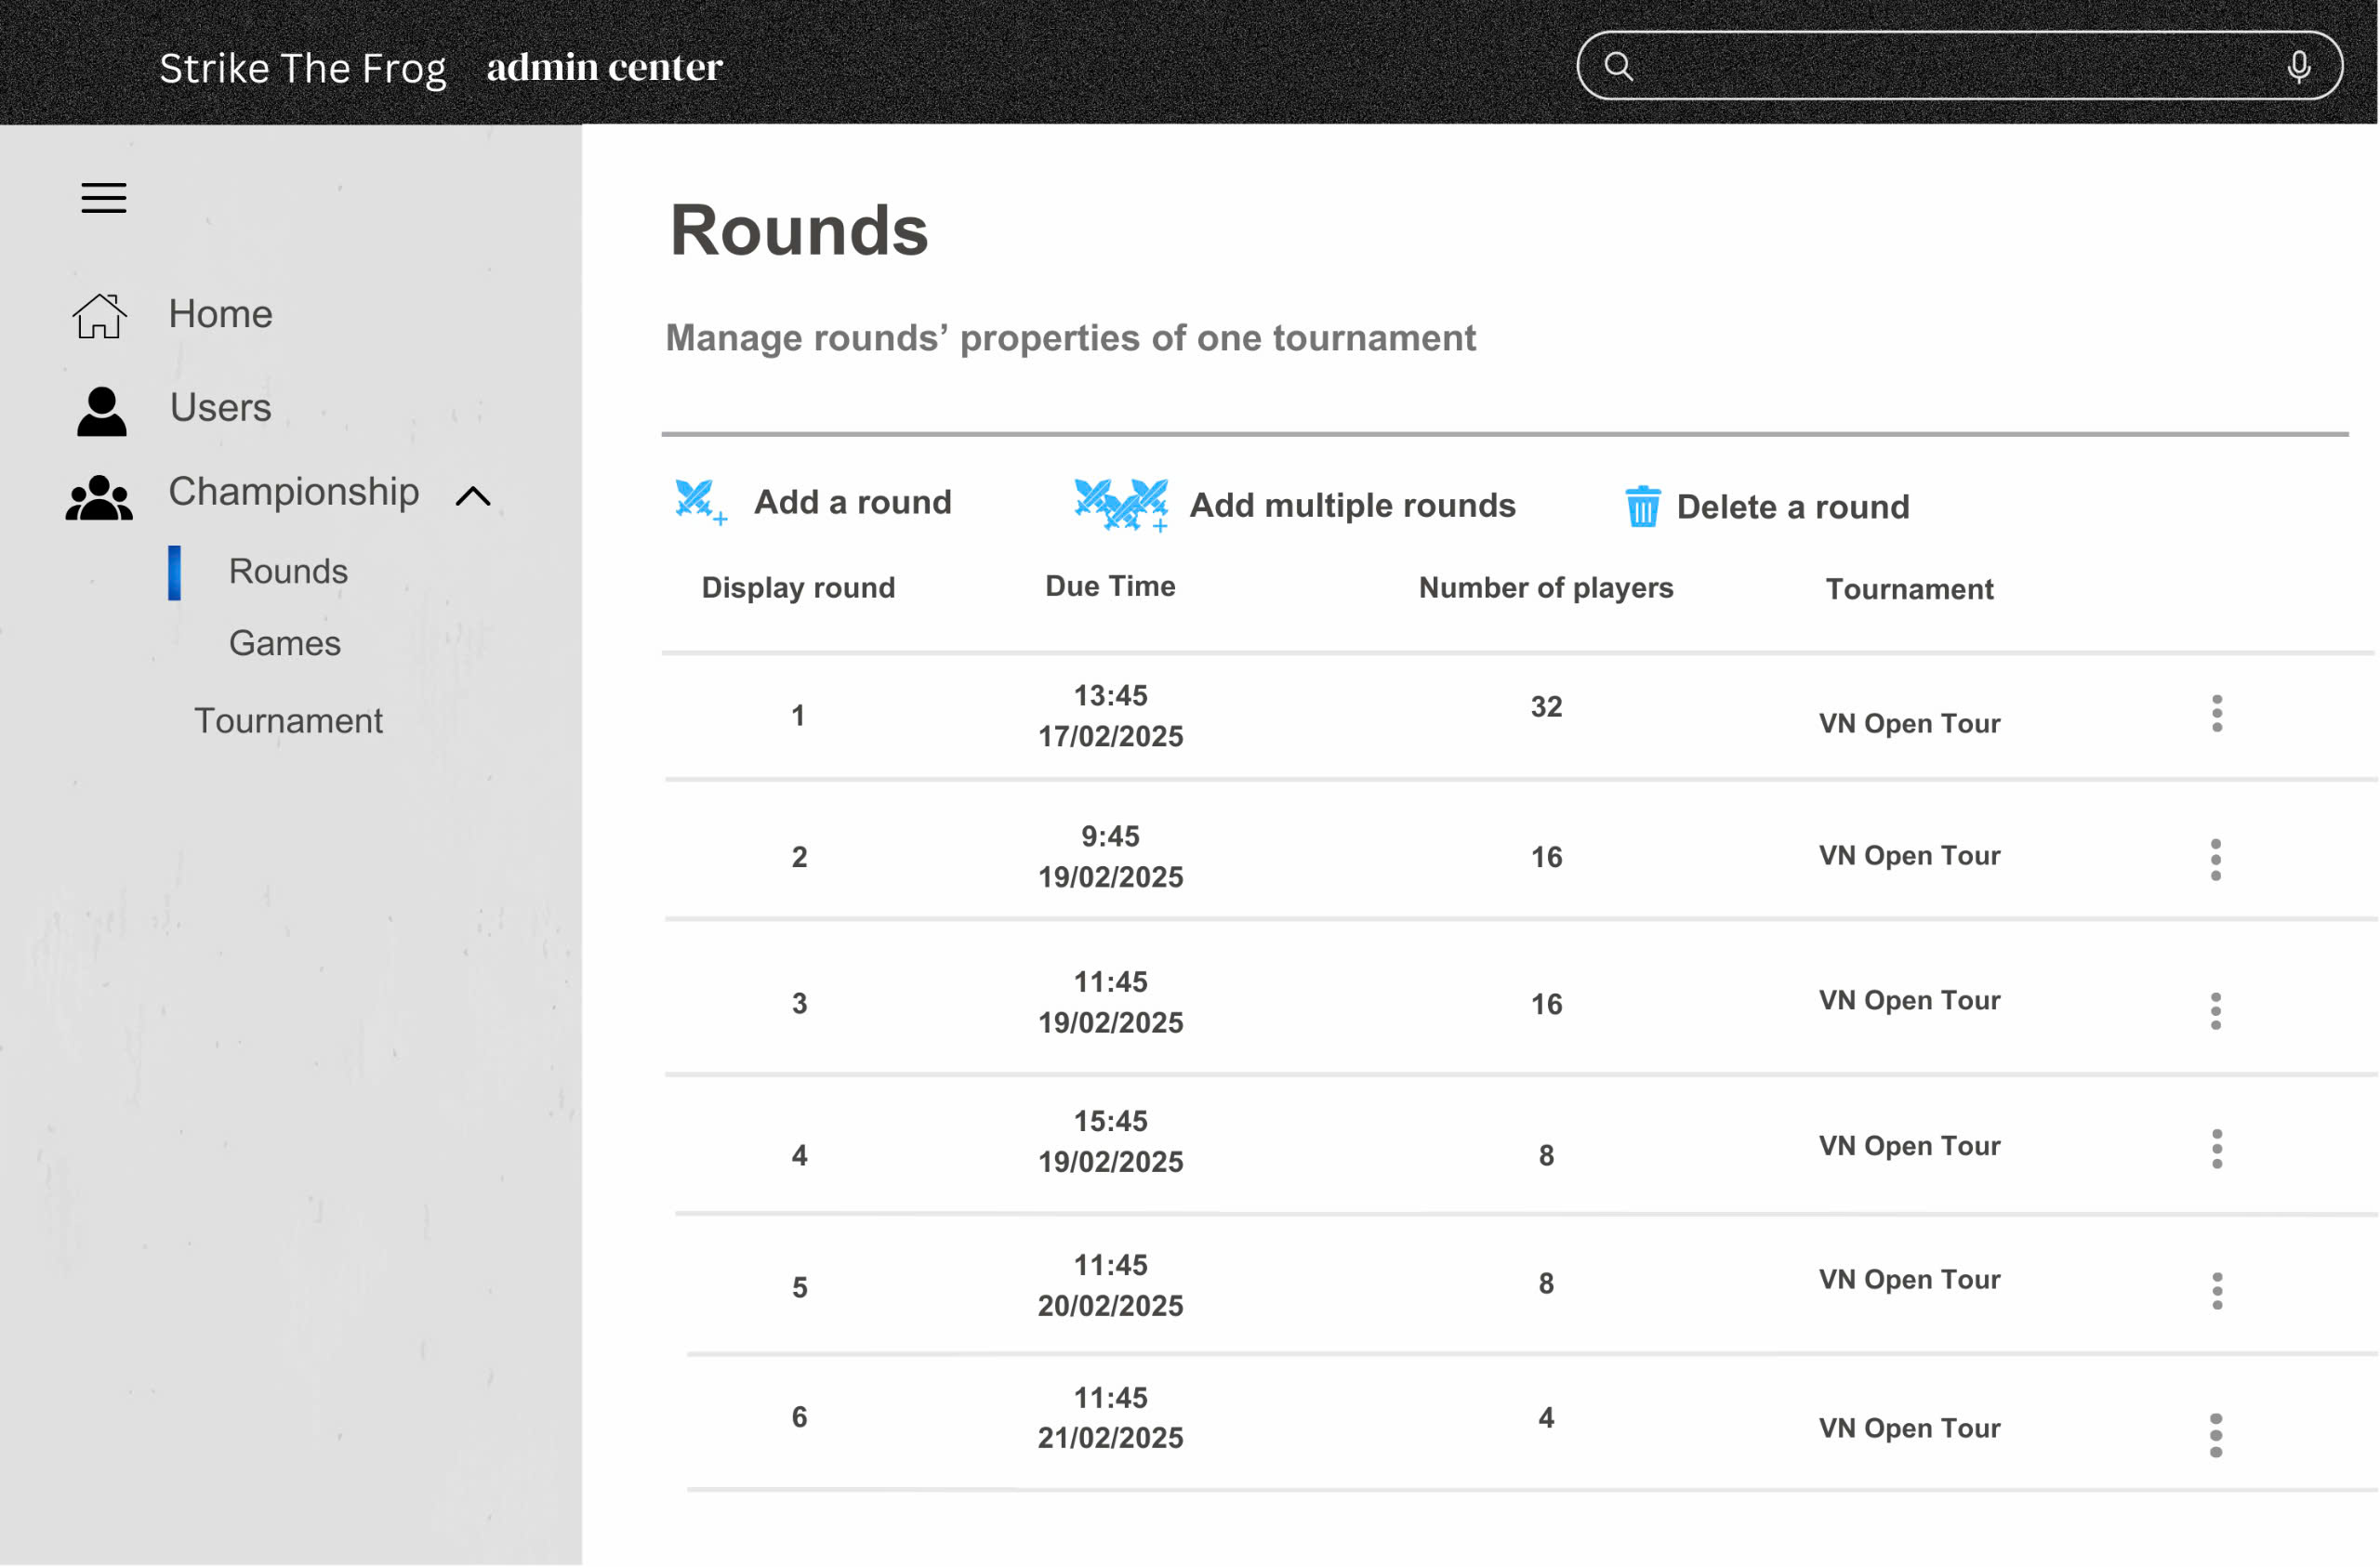 Strike The Frog admin center
Home
Users
Championship
Rounds
Games
Tournament
Rounds
Manage rounds’ properties of one tournament
Add a round Add multiple rounds Delete a round
Display round Due Time Number of players Tournament
1 13:45 17/02/2025 32 VN Open Tour
2 9:45 19/02/2025 16 VN Open Tour
3 11:45 19/02/2025 16 VN Open Tour
4 15:45 19/02/2025 8 VN Open Tour
5 11:45 20/02/2025 8 VN Open Tour
6 11:45 21/02/2025 4 VN Open Tour